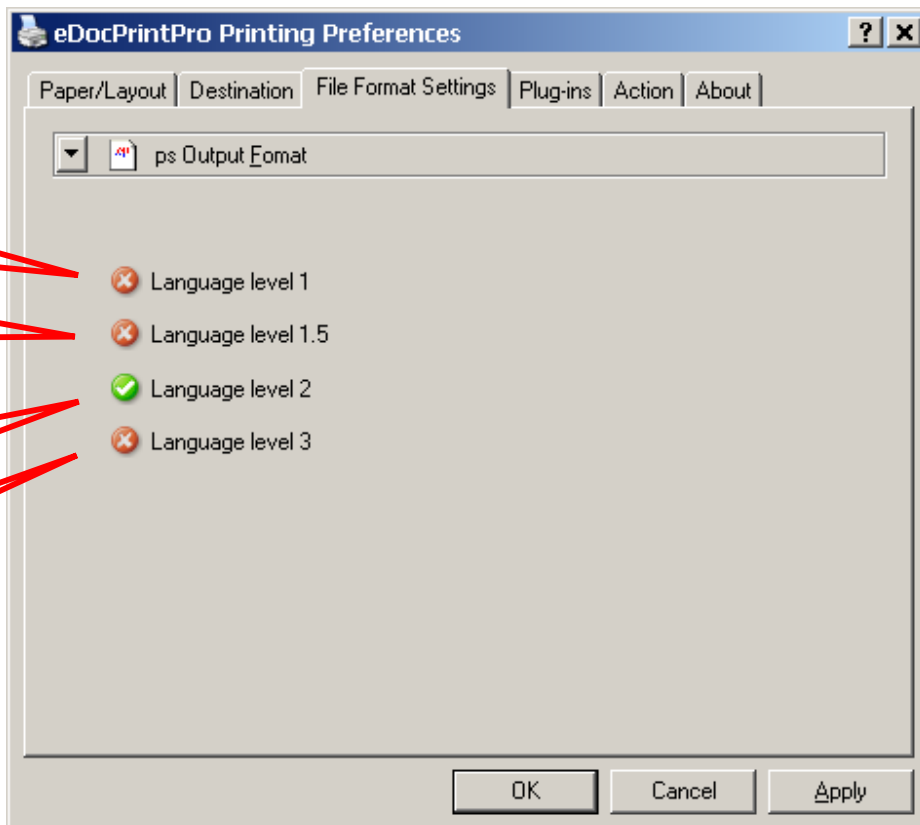 eDocPrintPro Printing Preferences
Paper/Layout Destination File Format Settings Plug-ins Action About
ps Output Fomat
Language level 1
Language level 1.5
Language level 2
Language level 3
OK Cancel Apply